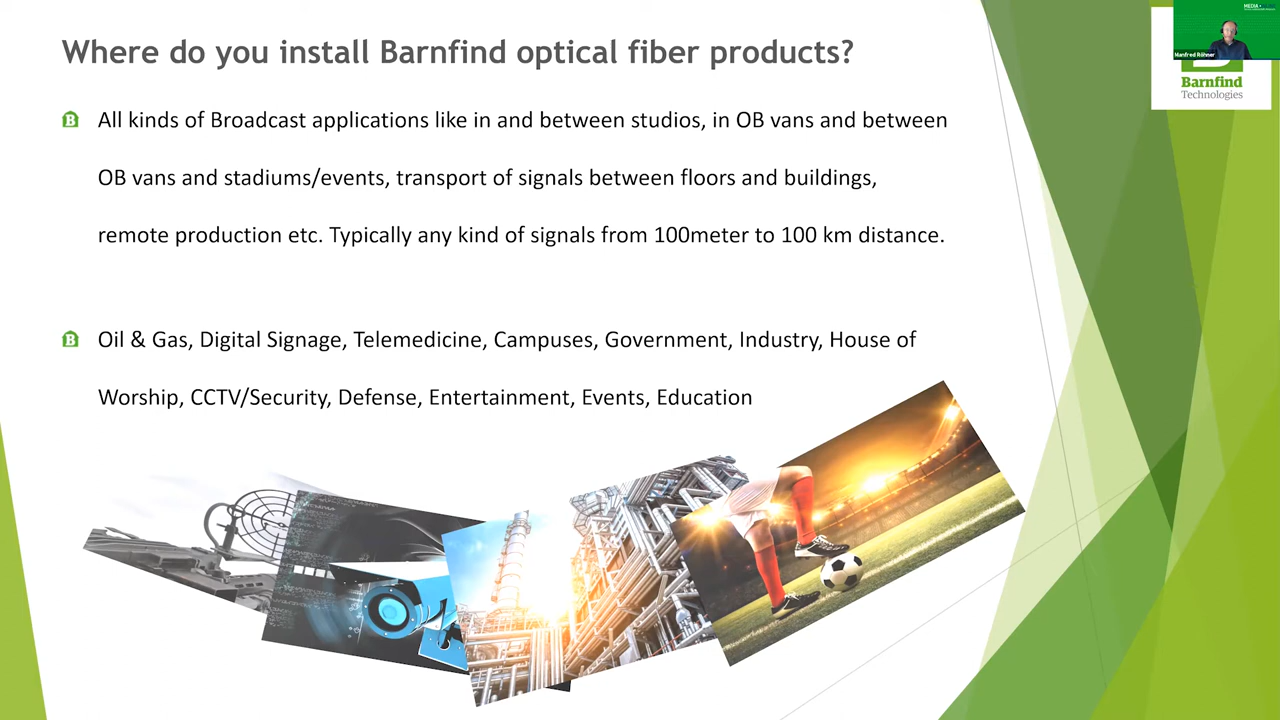 Where do you install Barnfind optical fiber products?
MEDIA
Manfred Röhner
Barnfind
Technologies
All kinds of Broadcast applications like in and between studios, in OB vans and between
OB vans and stadiums/events, transport of signals between floors and buildings,
remote production etc. Typically any kind of signals from 100meter to 100 km distance.
Oil & Gas, Digital Signage, Telemedicine, Campuses, Government, Industry, House of
Worship, CCTV/Security, Defense, Entertainment, Events, Education